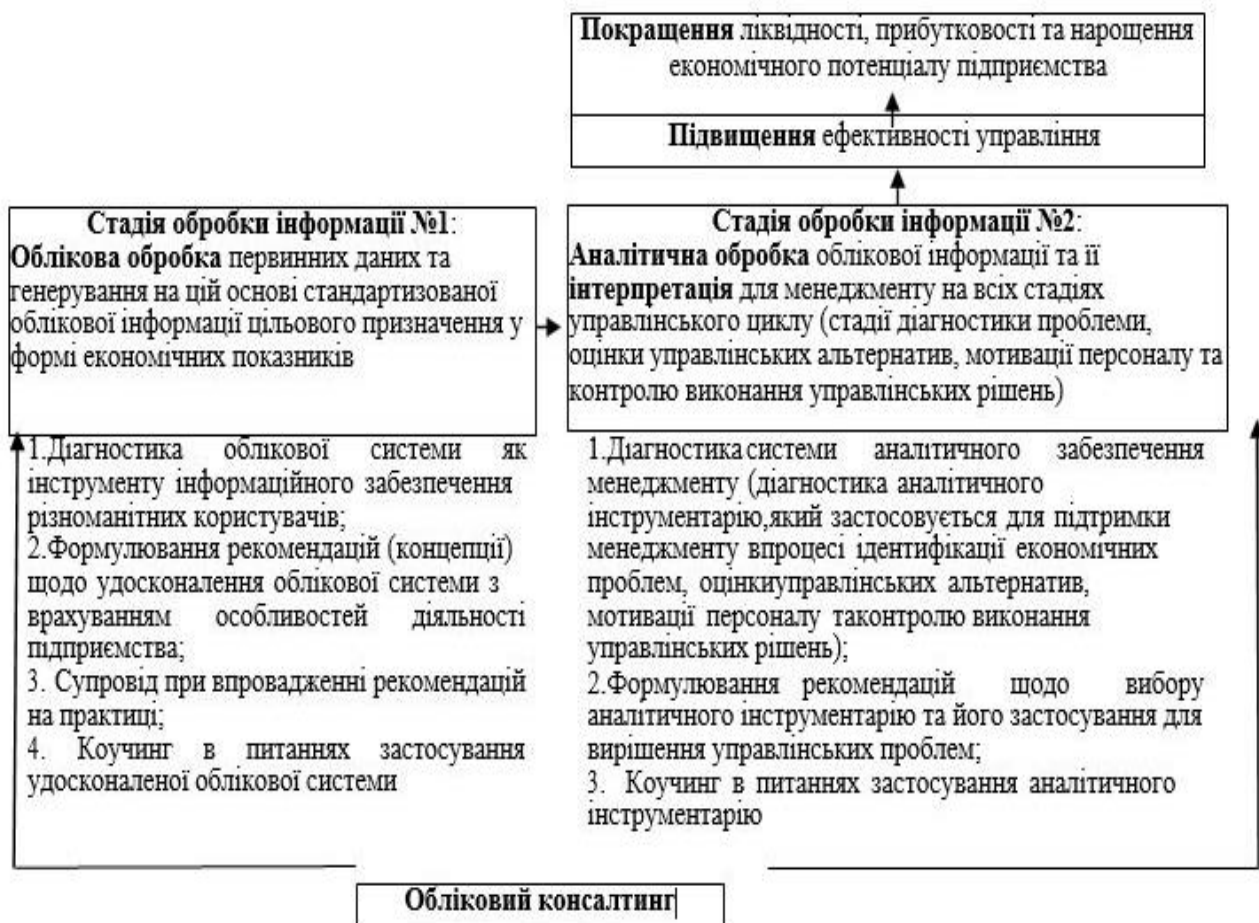 Покращення ліквідності, прибутковості та нарощення
економічного потенціалу підприємства
Підвищення ефективності управління
Стадія обробки інформації №1:
Облікова обробка первинних даних та
генерування на цій основі стандартизованої
облікової інформації цільового призначення у
формі економічних показників
Стадія обробки інформації №2:
Аналітична обробка облікової інформації та її
інтерпретація для менеджменту на всіх стадіях
управлінського циклу (стадії діагностики проблеми,
оцінки управлінських альтернатив, мотивації персоналу та
контролю виконання управлінських рішень)
1.Діагностика облікової системи як
інструменту інформаційного забезпечення
різноманітних користувачів;
2.Формулювання рекомендацій (концепції)
щодо удосконалення облікової системи з
врахуванням особливостей діяльності
підприємства;
3. Супровід при впровадженні рекомендацій
на практиці;
4. Коучинг в питаннях застосування
удосконаленої облікової системи
1.Діагностика системи аналітичного забезпечення
менеджменту (діагностика аналітичного
інструментарію,який застосовується для підтримки
менеджменту впроцесі ідентифікації економічних
проблем, оцінкиуправлінських альтернатив,
мотивації персоналу таконтролю виконання
управлінських рішень);
2.Формулювання рекомендацій щодо вибору
аналітичного інструментарію та його застосування для
вирішення управлінських проблем;
3. Коучинг в питаннях застосування аналітичного
інструментарію
Обліковий консалтинг